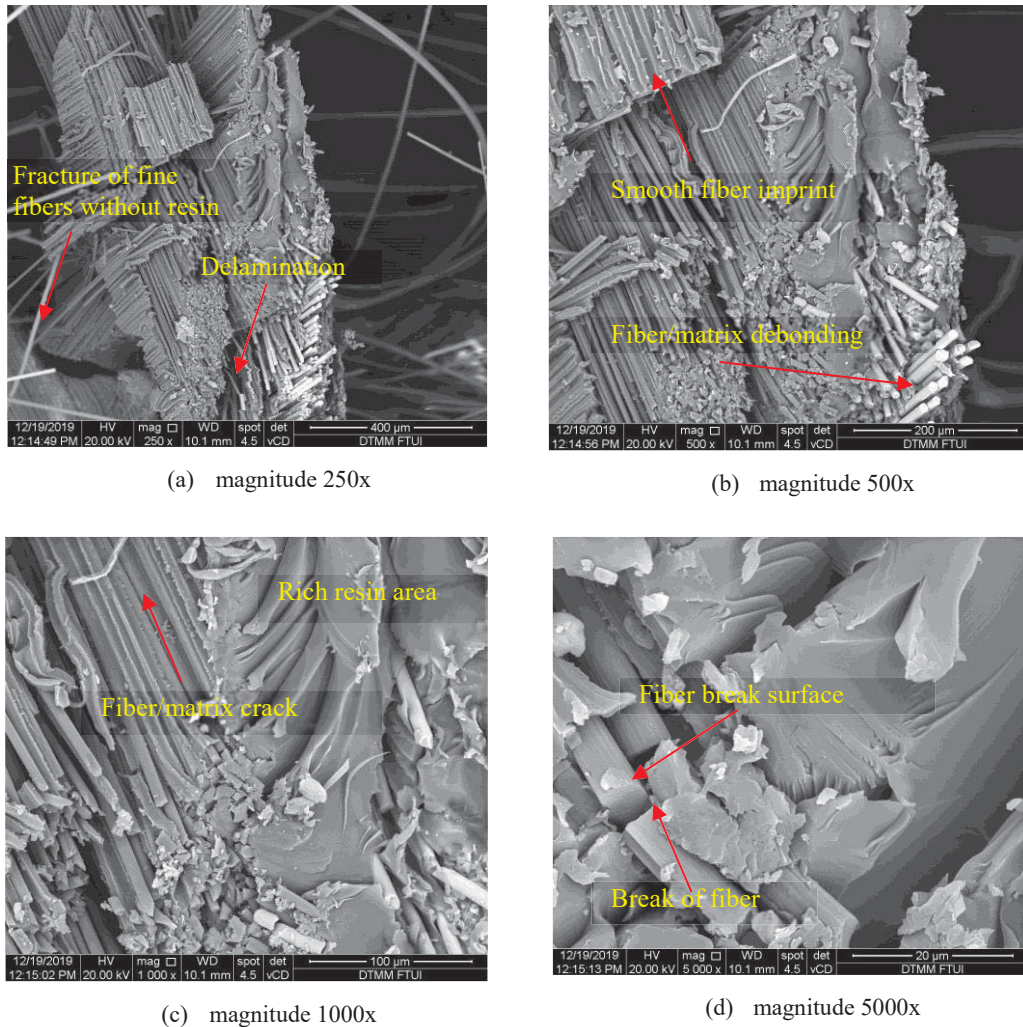 Fracture of fine
fibers without resin
Delamination
12/19/2019 HV mag WD spot det 400 µm
12:14:49 PM 20.00 kV 250 x 10.1 mm 4.5 vCD DTMM FTUI
(a) magnitude 250x
Smooth fiber imprint
Fiber/matrix debonding
12/19/2019 HV mag WD spot det 200 µm
12:14:56 PM 20.00 kV 500 x 10.1 mm 4.5 vCD DTMM FTUI
(b) magnitude 500x
Rich resin area
Fiber/matrix crack
12/19/2019 HV mag WD spot det 100 µm
12:15:02 PM 20.00 kV 1 000 x 10.1 mm 4.5 vCD DTMM FTUI
(c) magnitude 1000x
Fiber break surface
Break of fiber
12/19/2019 HV mag WD spot det 20 µm
12:15:13 PM 20.00 kV 5 000 x 10.1 mm 4.5 vCD DTMM FTUI
(d) magnitude 5000x